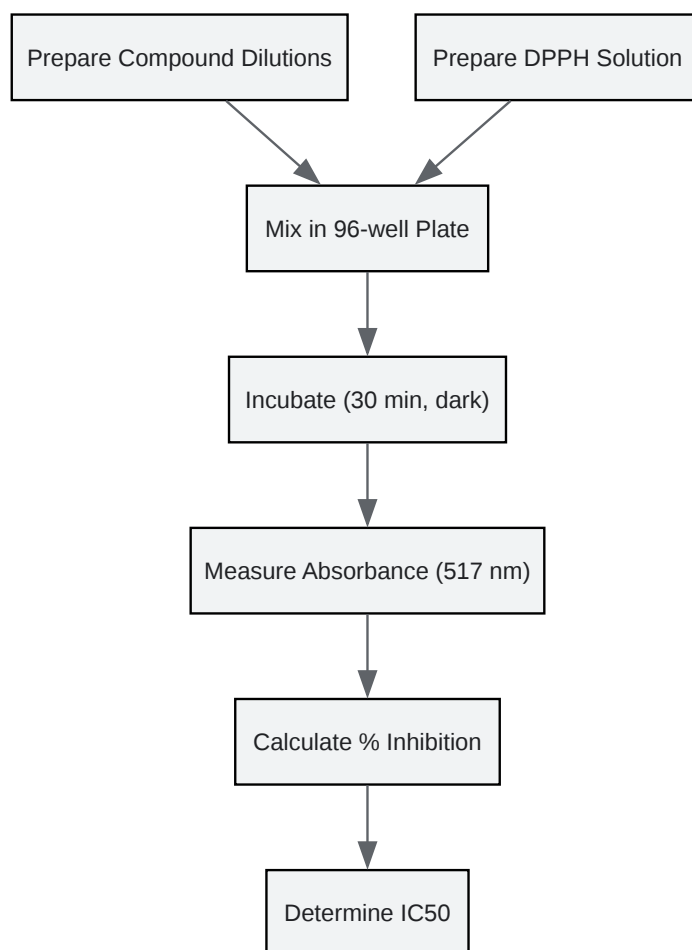 Prepare Compound Dilutions
Prepare DPPH Solution
Mix in 96-well Plate
Incubate (30 min, dark)
Measure Absorbance (517 nm)
Calculate % Inhibition
Determine IC50